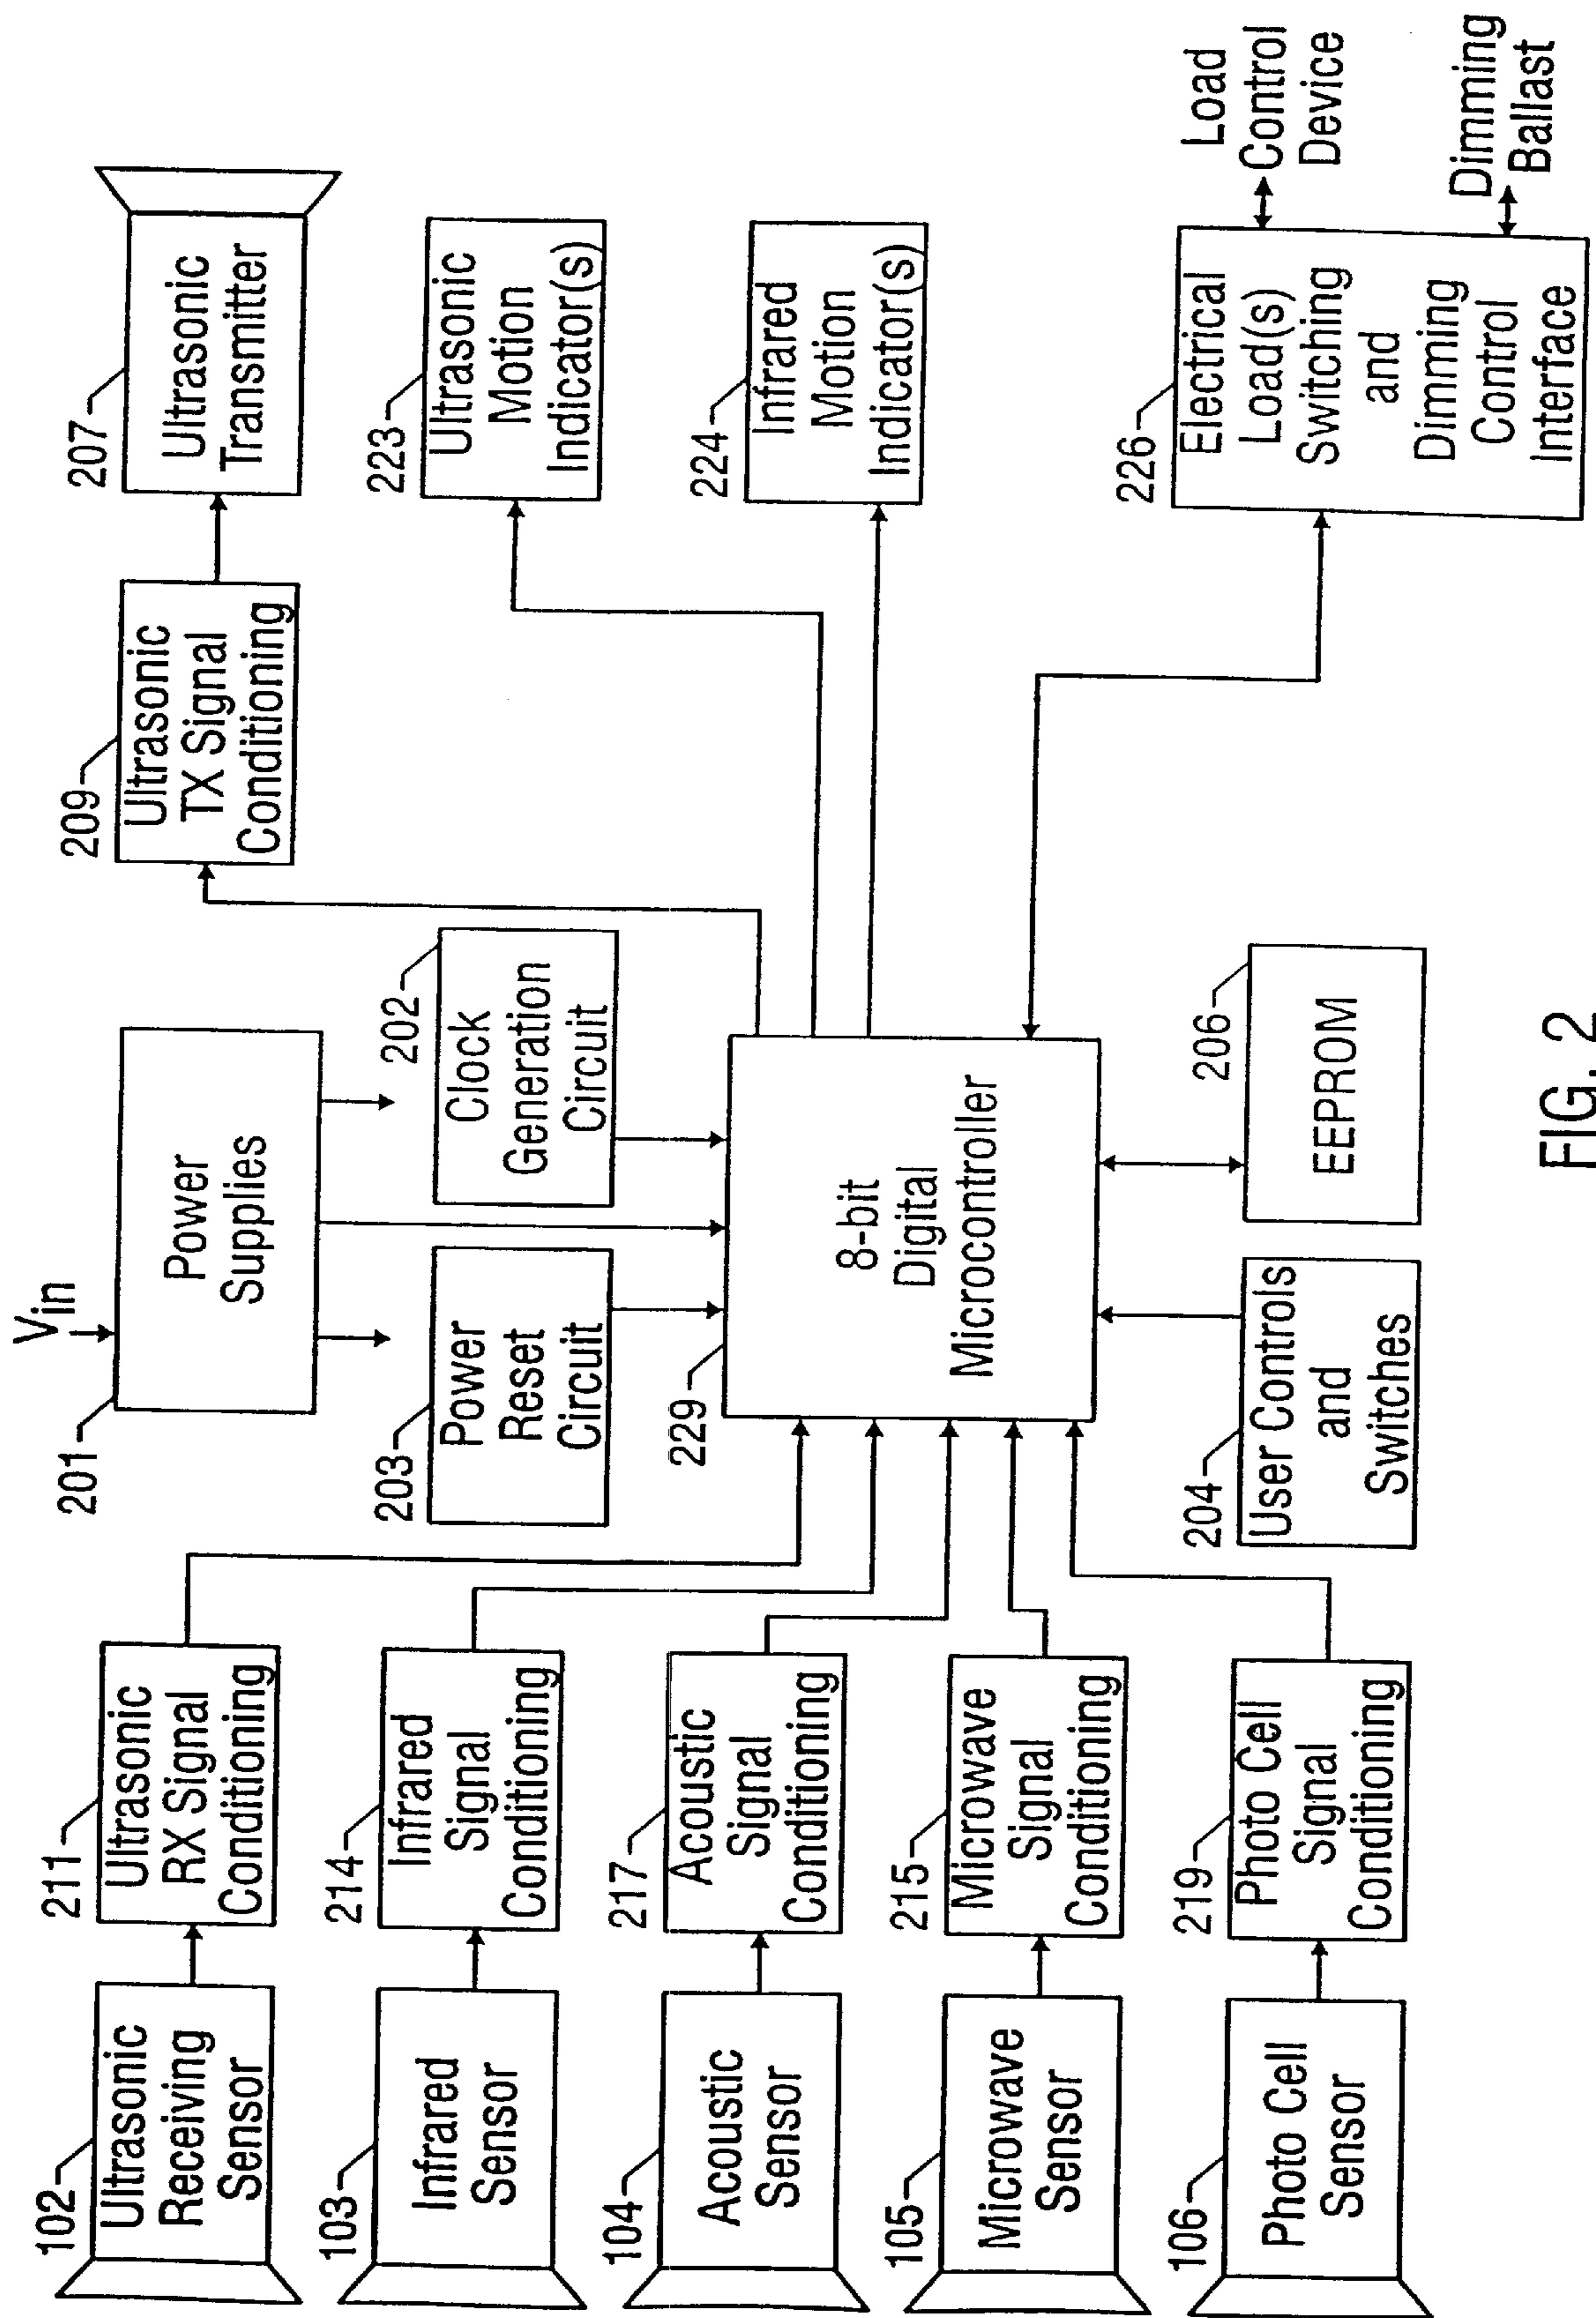 Vin
201
Power
Supplies
202
Clock
Generation
Circuit
203
Power
Reset
Circuit
209
Ultrasonic
TX Signal
Conditioning
207
Ultrasonic
Transmitter
102
Ultrasonic
Receiving
Sensor
211
Ultrasonic
RX Signal
Conditioning
103
Infrared
Sensor
214
Infrared
Signal
Conditioning
104
Acoustic
Sensor
217
Acoustic
Signal
Conditioning
105
Microwave
Sensor
215
Microwave
Signal
Conditioning
106
Photo Cell
Sensor
219
Photo Cell
Signal
Conditioning
229
8-bit
Digital
Microcontroller
204
User Controls
and
Switches
206
EEPROM
223
Ultrasonic
Motion
Indicator(s)
224
Infrared
Motion
Indicator(s)
226
Electrical
Load(s)
Switching
and
Dimming
Control
Interface
Load
Control
Device
Dimming
Ballast
FIG. 2